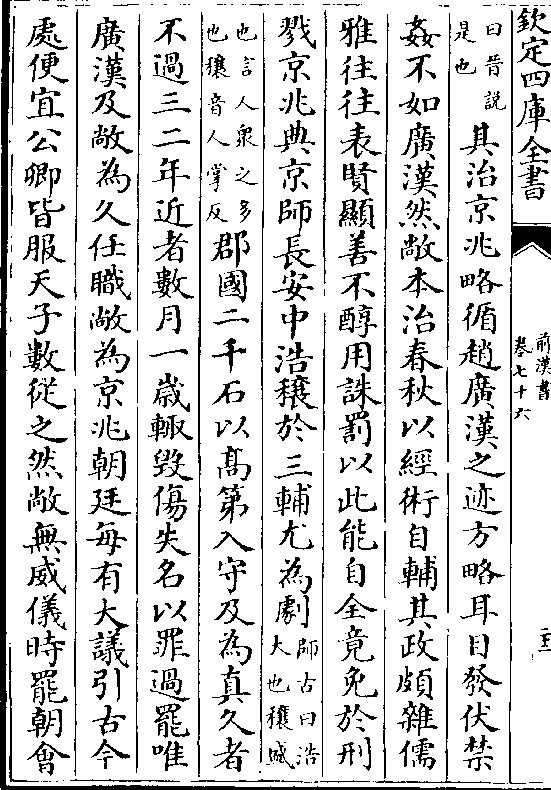 欽定四庫全書
前漢書
卷七十六
曰晉説
是也
其治京兆略循趙廣漢之迹方略耳目發伏禁
姦不如廣漢然敞本治春秋以經術自輔其政頗雜儒
雅往往表賢顯善不醇用誅罰以此能自全竟免於刑
戮京兆典京師長安中浩穰於三輔尤為劇
師古曰浩
大也穰盛
也言人衆之多
也穰音人掌反
郡國二千石以髙第入守及為真久者
不過三二年近者數月一歲輒毀傷失名以罪過罷唯
廣漢及敞為久任職敞為京兆朝廷每有大議引古今
處便宜公卿皆服天子數從之然敞無威儀時罷朝會